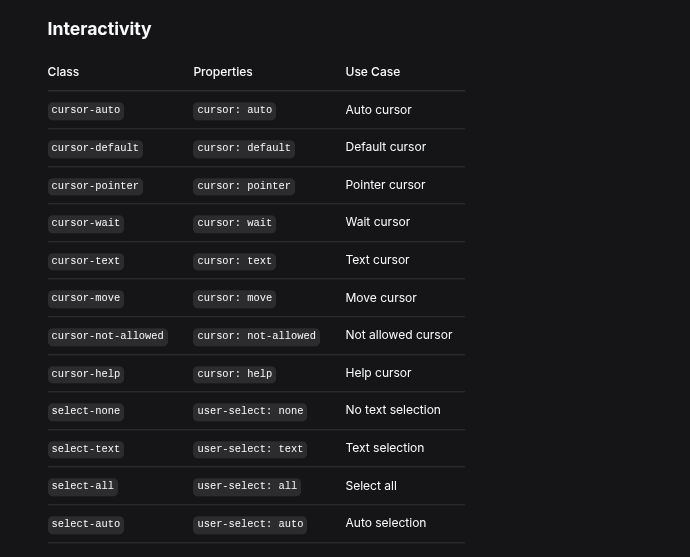 Interactivity
Class Properties Use Case
cursor-auto cursor: auto Auto cursor
cursor-default cursor: default Default cursor
cursor-pointer cursor: pointer Pointer cursor
cursor-wait cursor: wait Wait cursor
cursor-text cursor: text Text cursor
cursor-move cursor: move Move cursor
cursor-not-allowed cursor: not-allowed Not allowed cursor
cursor-help cursor: help Help cursor
select-none user-select: none No text selection
select-text user-select: text Text selection
select-all user-select: all Select all
select-auto user-select: auto Auto selection